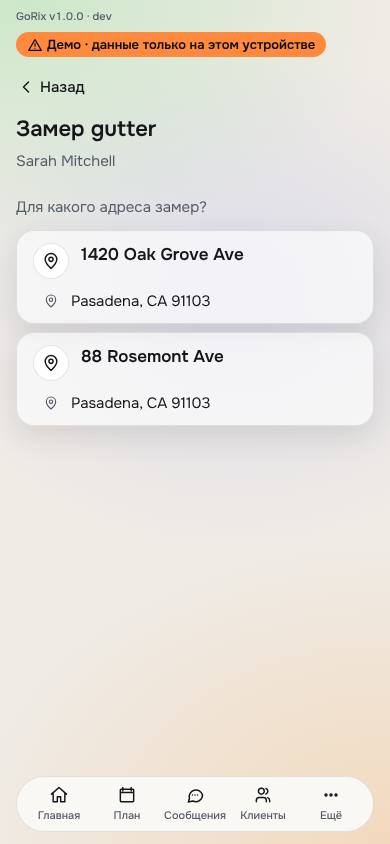 GoRix v1.0.0 · dev
Демо · данные только на этом устройстве
Назад
Замер gutter
Sarah Mitchell
Для какого адреса замер?
1420 Oak Grove Ave
Pasadena, CA 91103
88 Rosemont Ave
Pasadena, CA 91103
Главная План Сообщения Клиенты Ещё